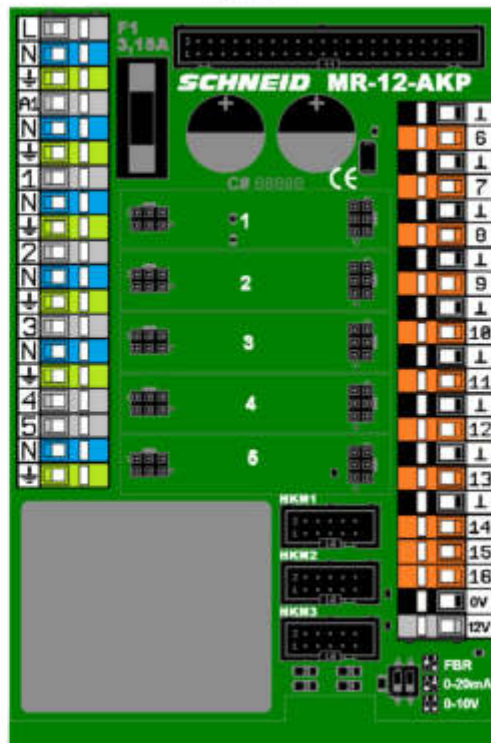 F1
3,15A
SCHNEID MR-12-AKP
C# 00000
CE
L
N
⏚
A1
N
⏚
1
N
⏚
2
N
⏚
3
N
⏚
4
5
N
⏚
1
2
3
4
5
⊥
6
⊥
7
⊥
8
⊥
9
⊥
10
⊥
11
⊥
12
⊥
13
⊥
14
15
16
0V
12V
HKM1
HKM2
HKM3
FBR
0-20mA
0-10V